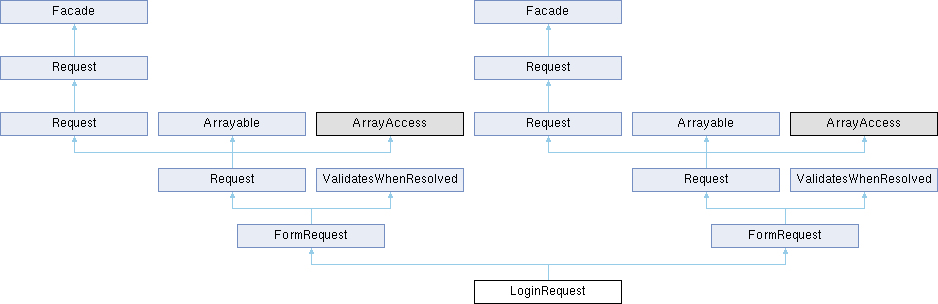 Facade
Facade
Request
Request
Request
Arrayable
ArrayAccess
Request
Arrayable
ArrayAccess
Request
ValidatesWhenResolved
Request
ValidatesWhenResolved
FormRequest
FormRequest
LoginRequest